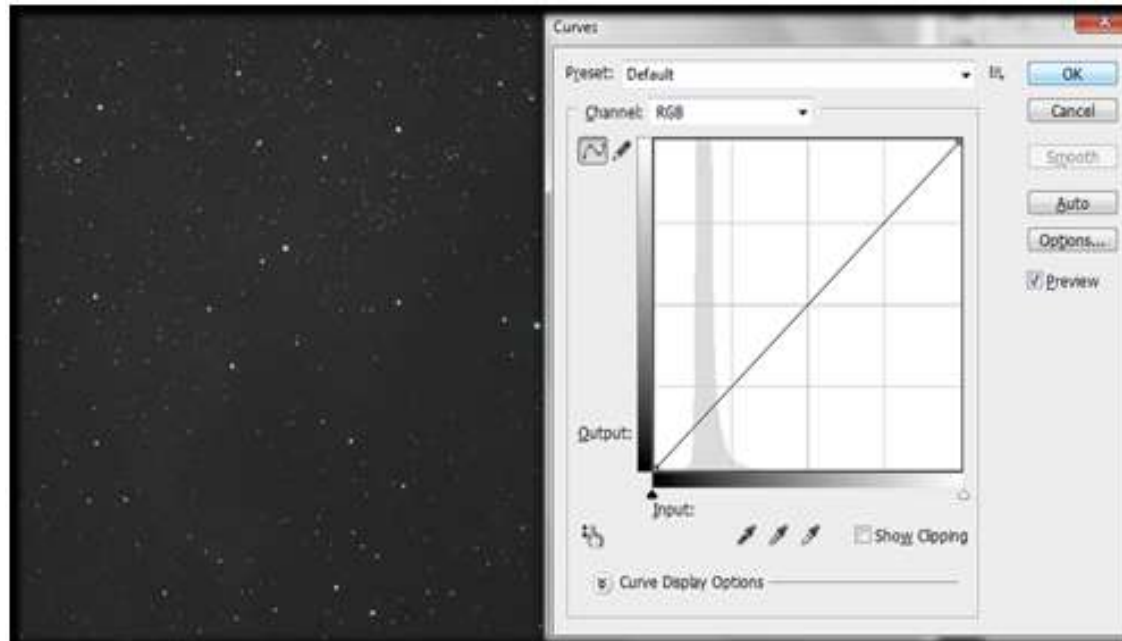 Curves
Preset: Default
OK
Channel: RGB
Cancel
Smooth
Auto
Options...
Preview
Output:
Input:
Show Clipping
Curve Display Options